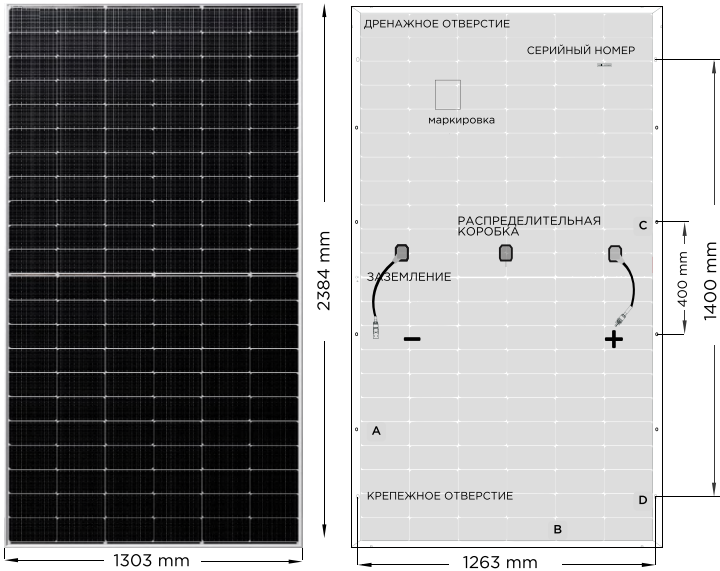 ДРЕНАЖНОЕ ОТВЕРСТИЕ
СЕРИЙНЫЙ НОМЕР
маркировка
РАСПРЕДЕЛИТЕЛЬНАЯ
КОРОБКА
C
ЗАЗЕМЛЕНИЕ
2384 mm
400 mm
1400 mm
− +
A
КРЕПЕЖНОЕ ОТВЕРСТИЕ
D
B
1303 mm
1263 mm